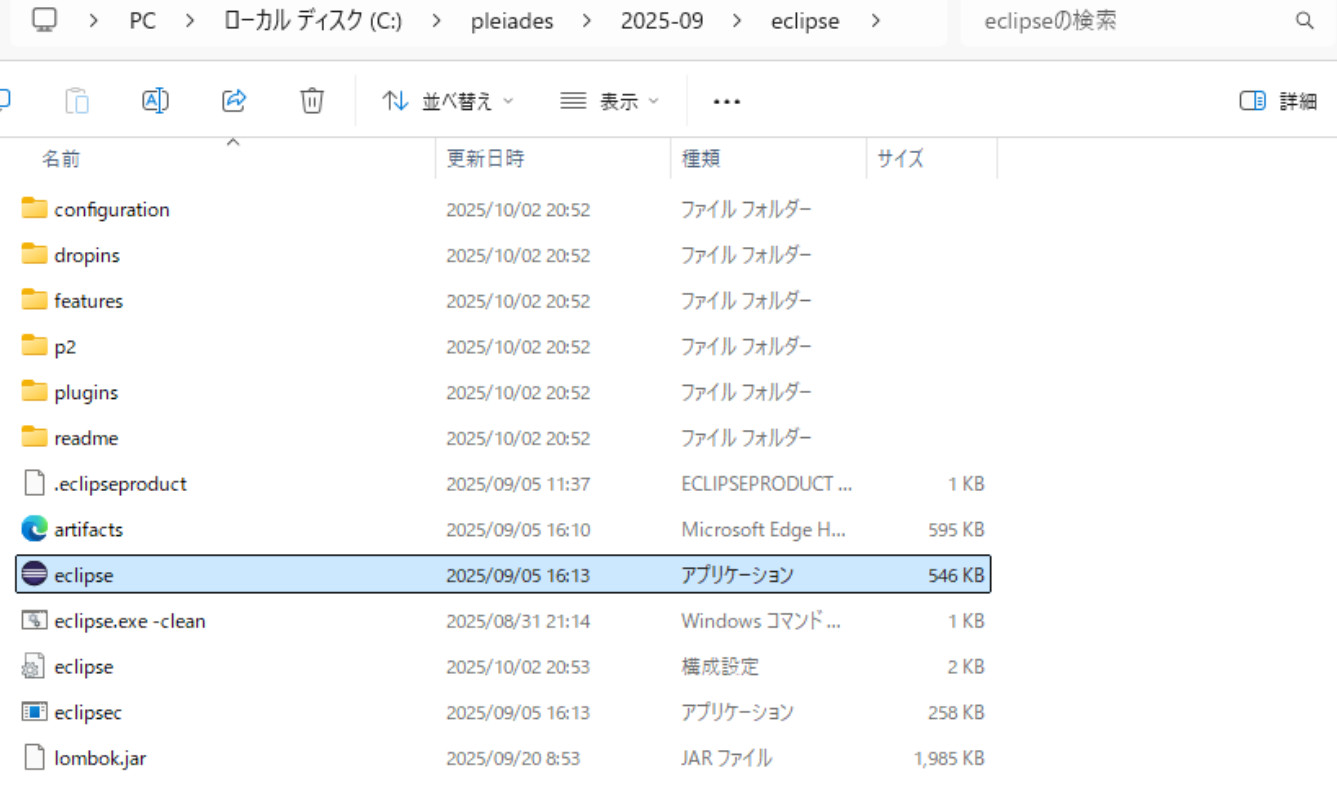 PC > ローカル ディスク (C:) > pleiades > 2025-09 > eclipse > eclipseの検索
並べ替え 表示 ... 詳細
名前 更新日時 種類 サイズ
configuration 2025/10/02 20:52 ファイル フォルダー
dropins 2025/10/02 20:52 ファイル フォルダー
features 2025/10/02 20:52 ファイル フォルダー
p2 2025/10/02 20:52 ファイル フォルダー
plugins 2025/10/02 20:52 ファイル フォルダー
readme 2025/10/02 20:52 ファイル フォルダー
.eclipseproduct 2025/09/05 11:37 ECLIPSEPRODUCT ... 1 KB
artifacts 2025/09/05 16:10 Microsoft Edge H... 595 KB
eclipse 2025/09/05 16:13 アプリケーション 546 KB
eclipse.exe -clean 2025/08/31 21:14 Windows コマンド ... 1 KB
eclipse 2025/10/02 20:53 構成設定 2 KB
eclipsec 2025/09/05 16:13 アプリケーション 258 KB
lombok.jar 2025/09/20 8:53 JAR ファイル 1,985 KB